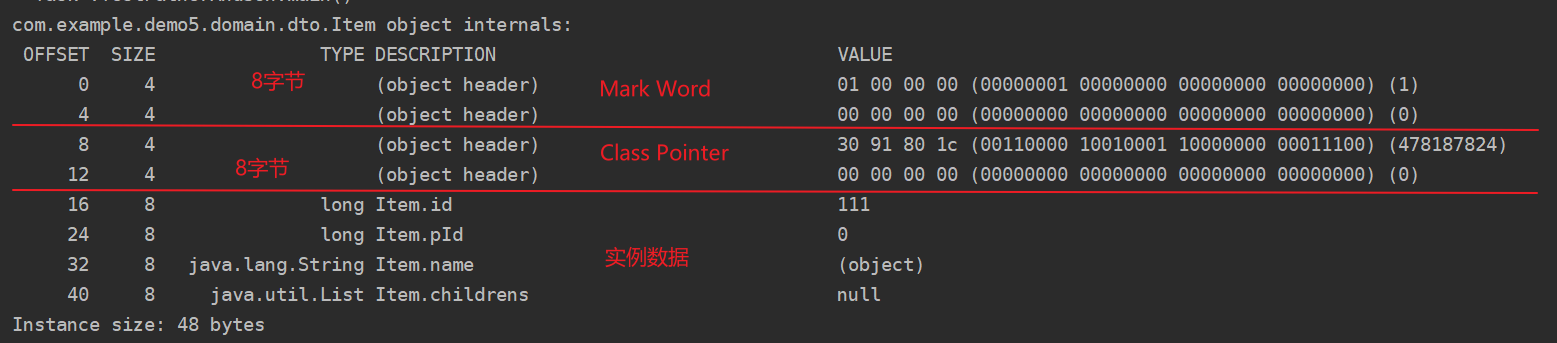 com.example.demo5.domain.dto.Item object internals:
OFFSET SIZE TYPE DESCRIPTION VALUE
0 4 8字节 (object header) Mark Word 01 00 00 00 (00000001 00000000 00000000 00000000) (1)
4 4 (object header) 00 00 00 00 (00000000 00000000 00000000 00000000) (0)
8 4 (object header) Class Pointer 30 91 80 1c (00110000 10010001 10000000 00011100) (478187824)
12 4 8字节 (object header) 00 00 00 00 (00000000 00000000 00000000 00000000) (0)
16 8 long Item.id 111
24 8 long Item.pId 0
32 8 java.lang.String Item.name 实例数据 (object)
40 8 java.util.List Item.childrens null
Instance size: 48 bytes